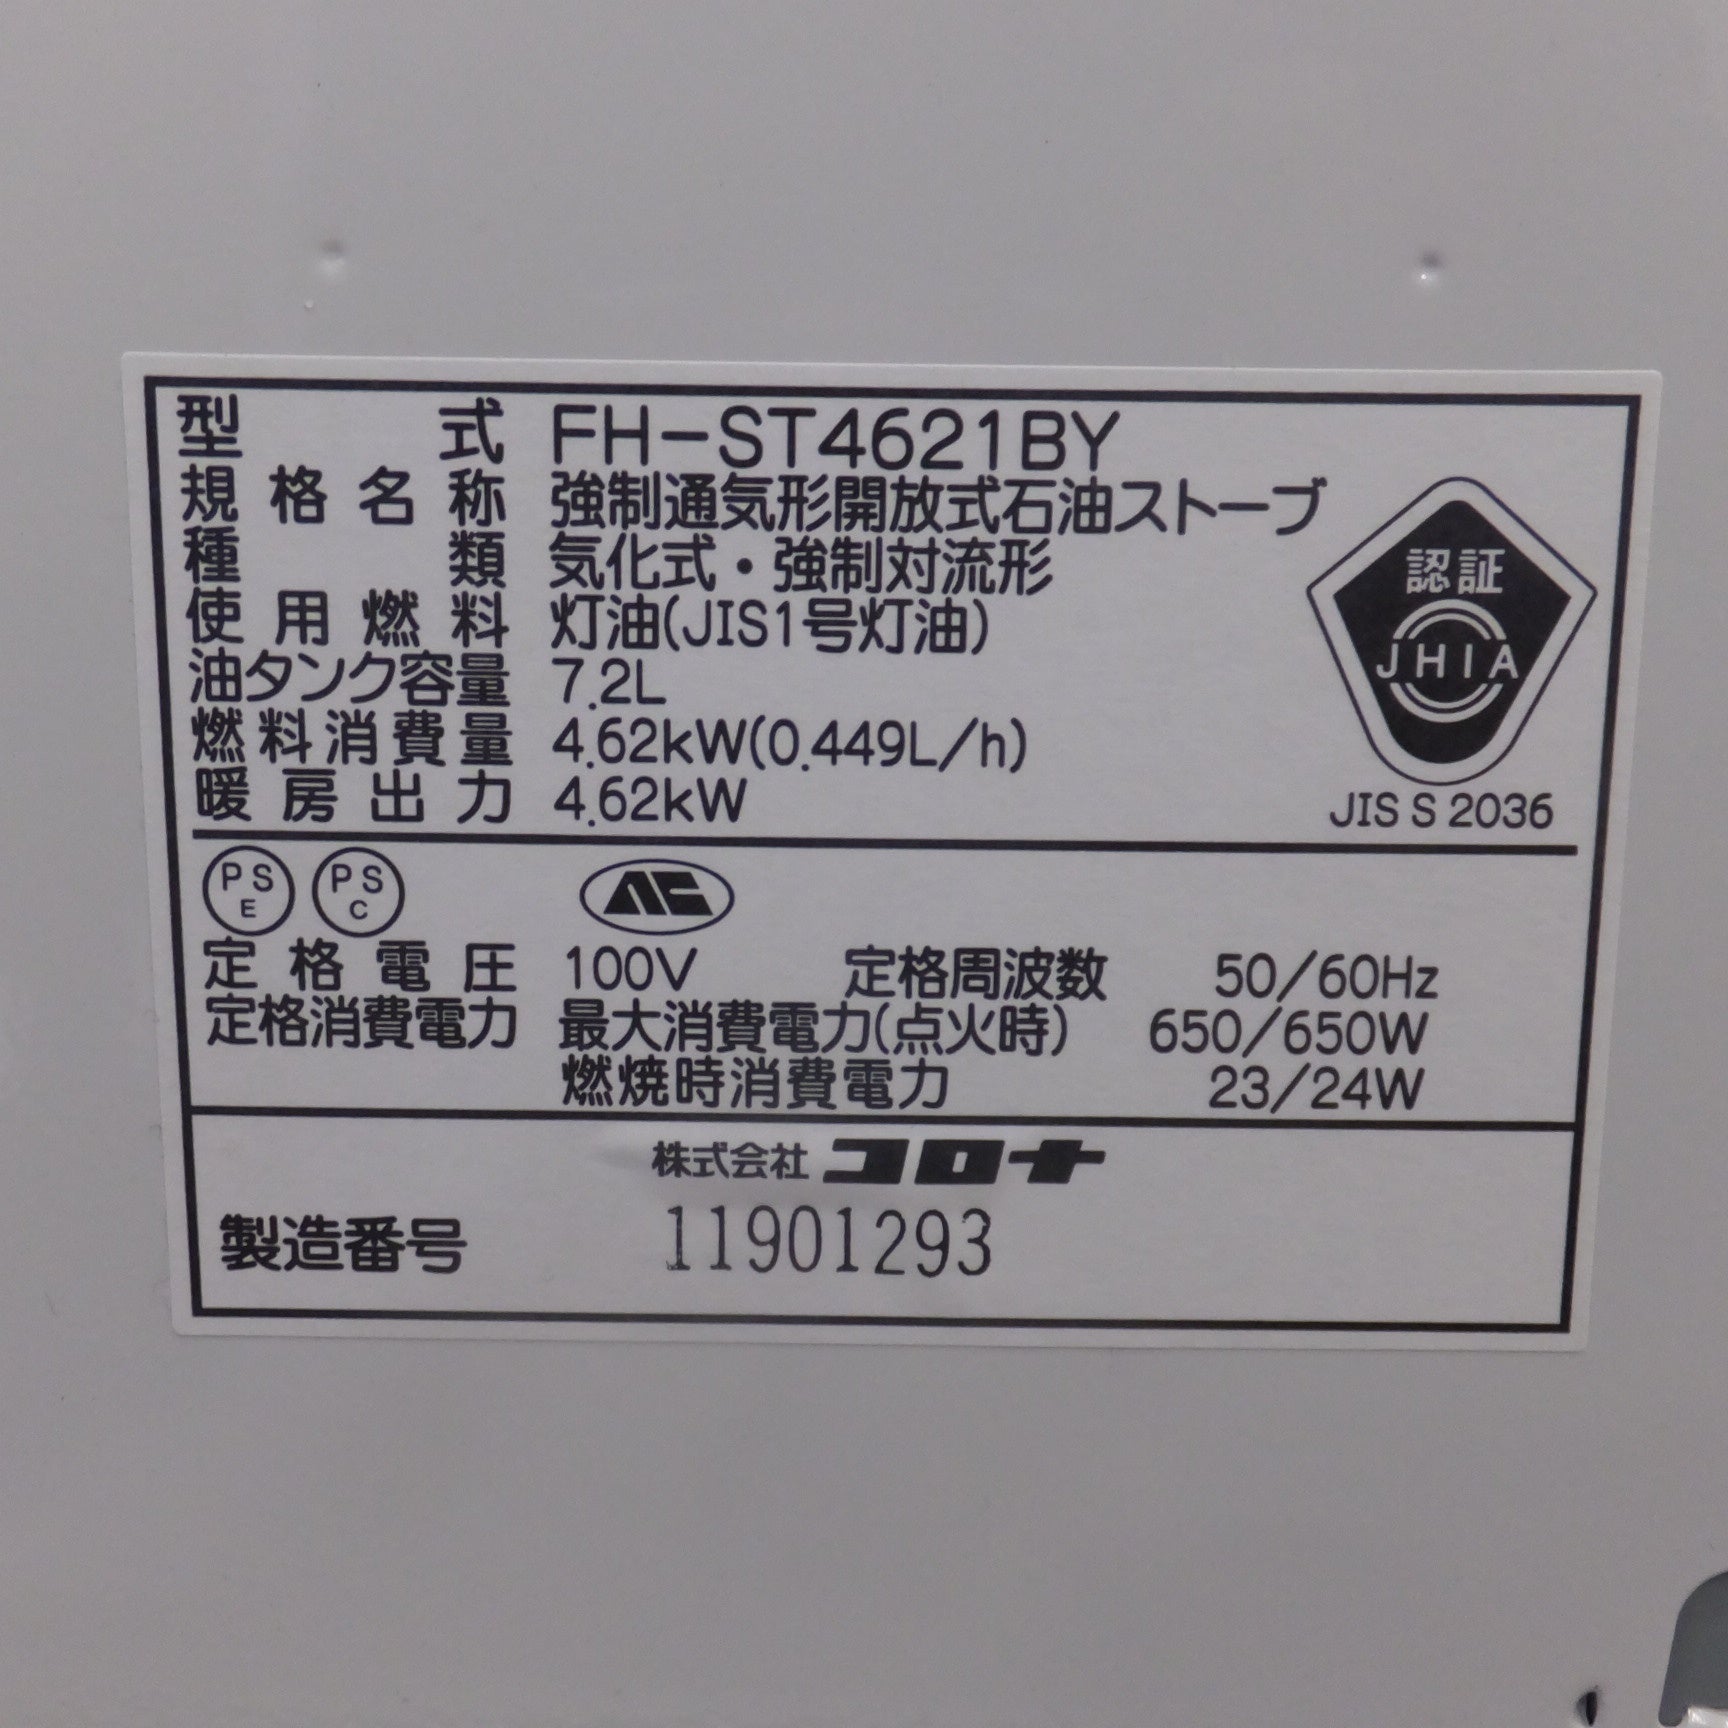 型式 FH-ST4621BY
規格名称 強制通気形開放式石油ストーブ
種類 気化式・強制対流形
使用燃料 灯油(JIS1号灯油)
油タンク容量 7.2L
燃料消費量 4.62kW(0.449L/h)
暖房出力 4.62kW
認証
JHIA
JIS S 2036
PS E PS C
定格電圧 100V 定格周波数 50/60Hz
定格消費電力 最大消費電力(点火時) 650/650W
燃焼時消費電力 23/24W
株式会社コロナ
製造番号 11901293